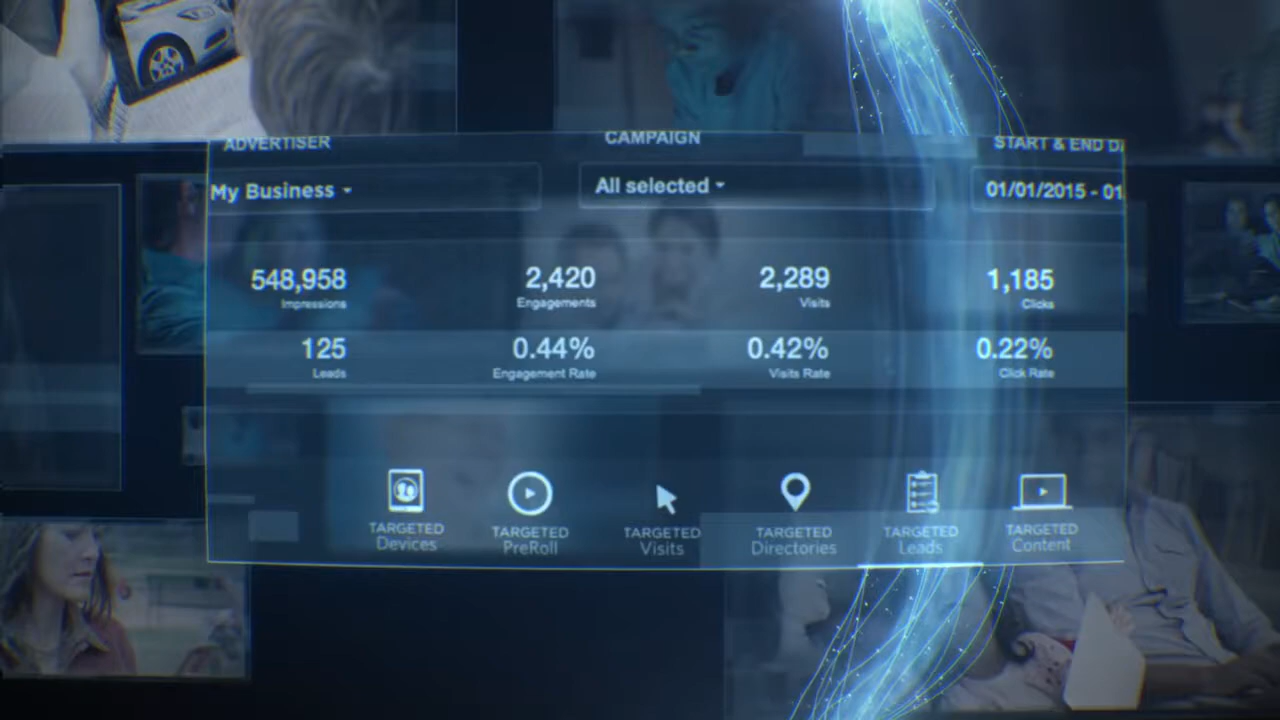 ADVERTISER
CAMPAIGN
START & END
My Business
All selected
01/01/2015 - 01
548,958
2,420
2,289
1,185
Impressions
Engagements
Visits
Clicks
125
0.44%
0.42%
0.22%
Leads
Engagement Rate
Visits Rate
Click Rate
TARGETED
Devices
TARGETED
PreRoll
TARGETED
Visits
TARGETED
Directories
TARGETED
Leads
TARGETED
Content